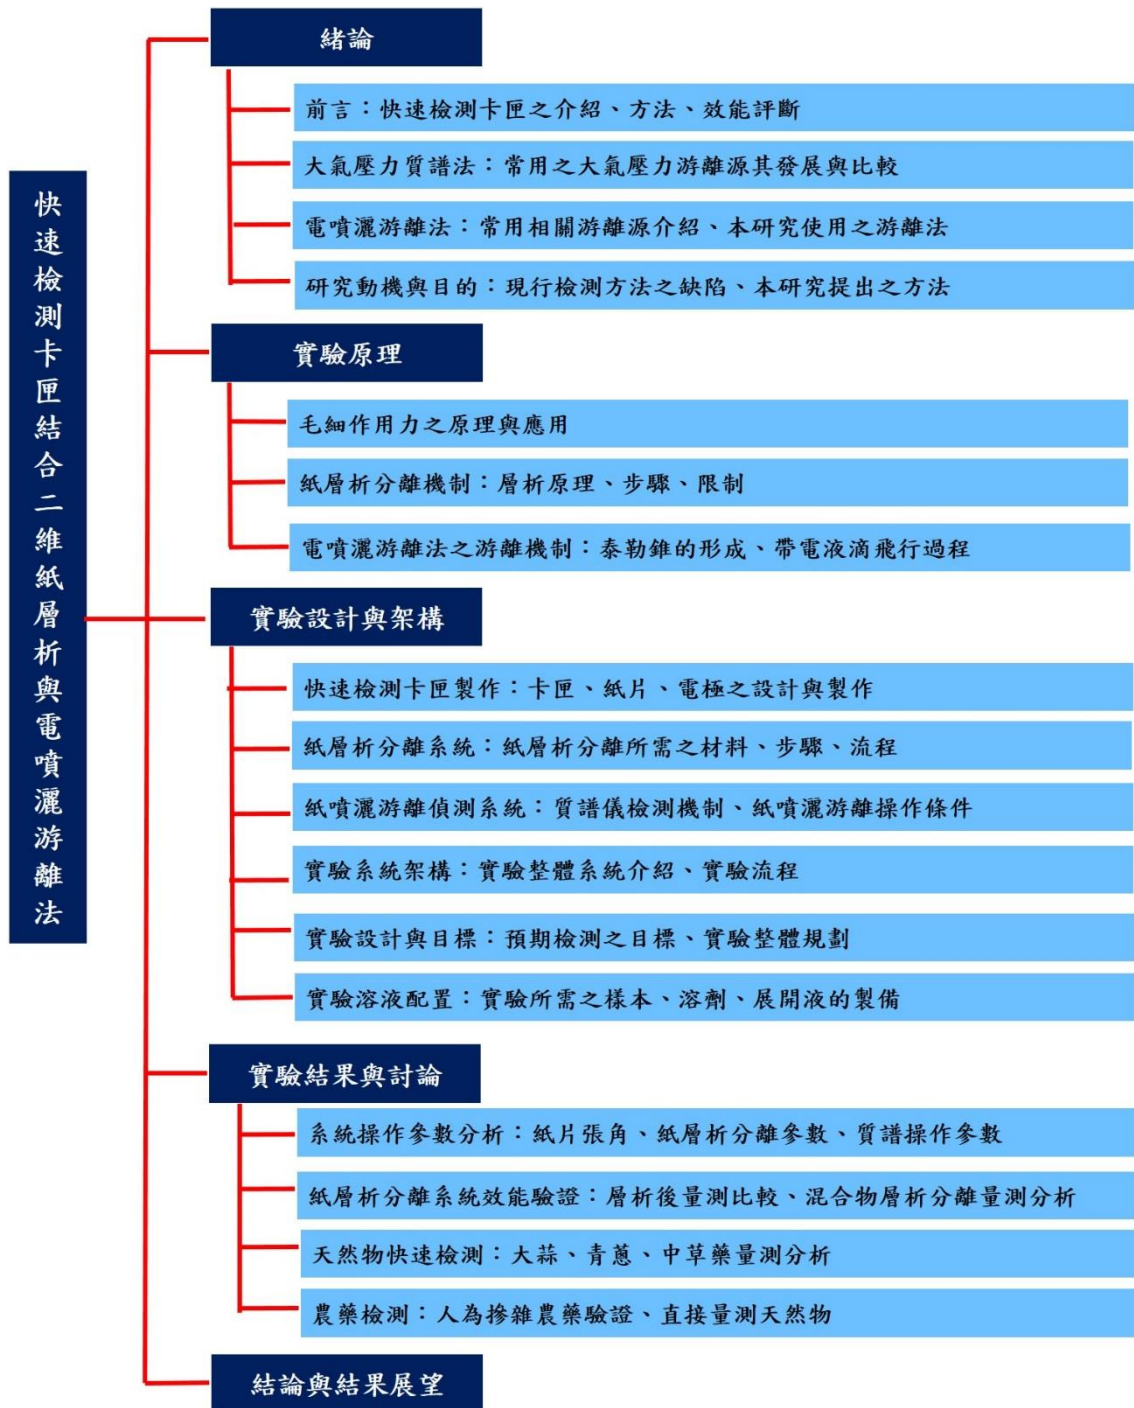 快速檢測卡匣結合二維紙層析與電噴灑游離法
緒論
前言：快速檢測卡匣之介紹、方法、效能評斷
大氣壓力質譜法：常用之大氣壓力游離源其發展與比較
電噴灑游離法：常用相關游離源介紹、本研究使用之游離法
研究動機與目的：現行檢測方法之缺陷、本研究提出之方法
實驗原理
毛細作用力之原理與應用
紙層析分離機制：層析原理、步驟、限制
電噴灑游離法之游離機制：泰勒錐的形成、帶電液滴飛行過程
實驗設計與架構
快速檢測卡匣製作：卡匣、紙片、電極之設計與製作
紙層析分離系統：紙層析分離所需之材料、步驟、流程
紙噴灑游離偵測系統：質譜儀檢測機制、紙噴灑游離操作條件
實驗系統架構：實驗整體系統介紹、實驗流程
實驗設計與目標：預期檢測之目標、實驗整體規劃
實驗溶液配置：實驗所需之樣本、溶劑、展開液的製備
實驗結果與討論
系統操作參數分析：紙片張角、紙層析分離參數、質譜操作參數
紙層析分離系統效能驗證：層析後量測比較、混合物層析分離量測分析
天然物快速檢測：大蒜、青蔥、中草藥量測分析
農藥檢測：人為摻雜農藥驗證、直接量測天然物
結論與結果展望